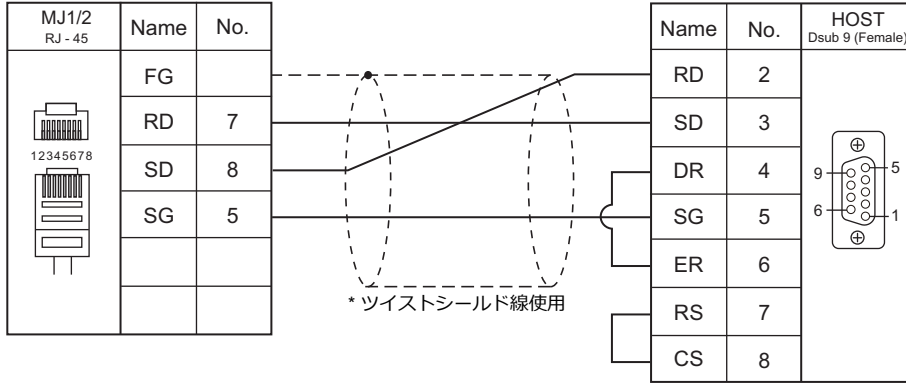 MJ1/2
RJ - 45
Name No.
FG
RD 7
SD 8
SG 5
12345678
* ツイストシールド線使用
Name No.
HOST
Dsub 9 (Female)
RD 2
SD 3
DR 4
SG 5
ER 6
RS 7
CS 8
9 5
6 1